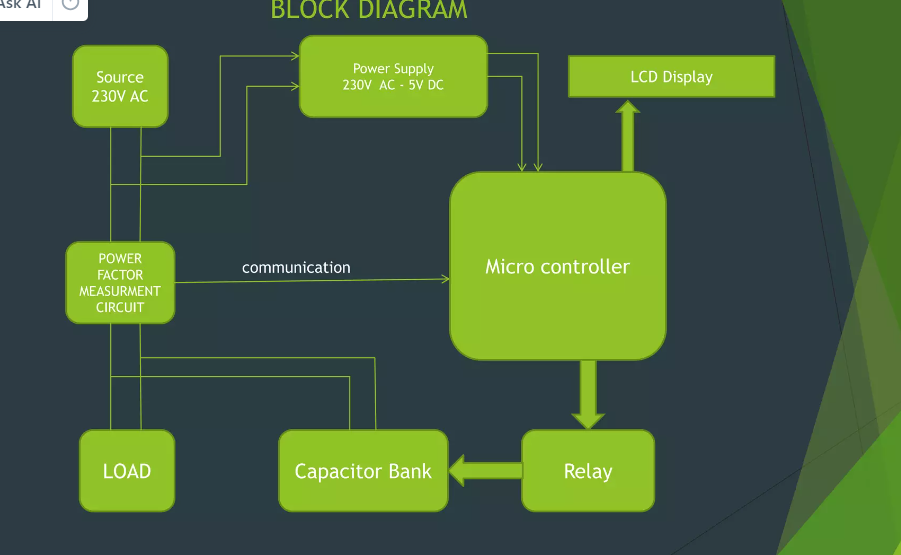 Ask AI
BLOCK DIAGRAM
Source
230V AC
Power Supply
230V AC - 5V DC
LCD Display
POWER
FACTOR
MEASURMENT
CIRCUIT
communication
Micro controller
LOAD
Capacitor Bank
Relay